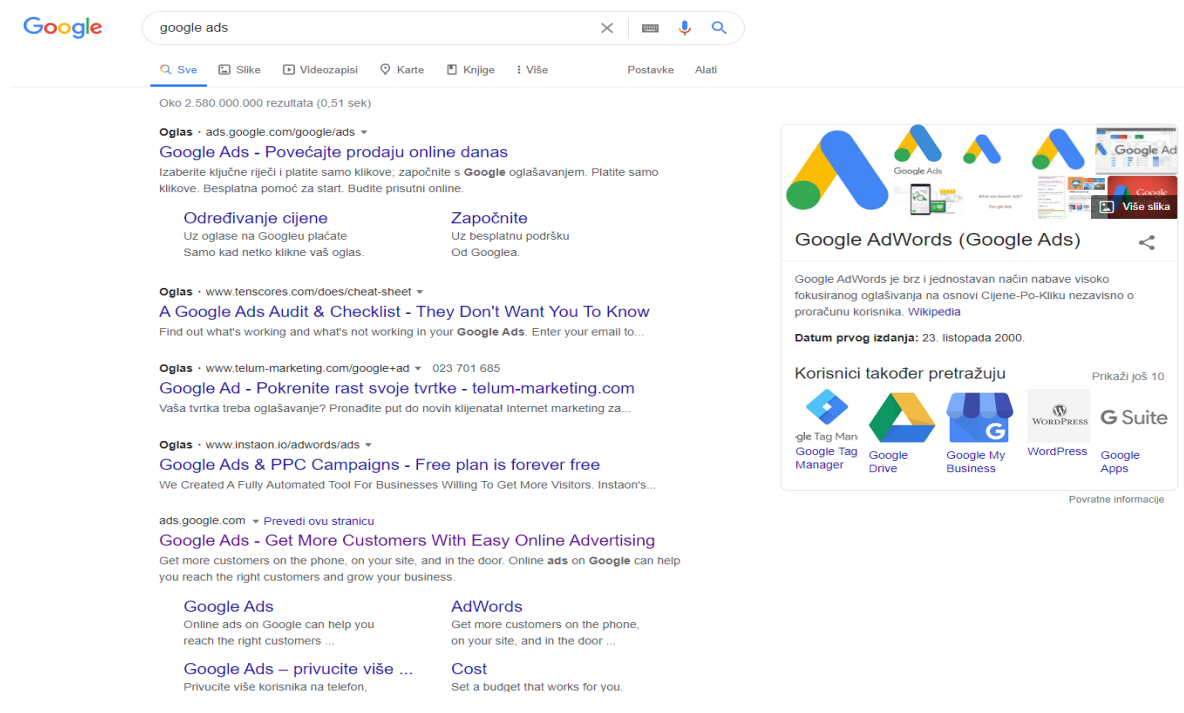 Google
google ads
Sve Slike Videozapisi Karte Knjige Više Postavke Alati
Oko 2.580.000.000 rezultata (0,51 sek)
Oglas · ads.google.com/google/ads
Google Ads - Povećajte prodaju online danas
Izaberite ključne riječi i platite samo klikove; započnite s Google oglašavanjem. Platite samo
klikove. Besplatna pomoć za start. Budite prisutni online.
Određivanje cijene
Uz oglase na Googleu plaćate
Samo kad netko klikne vaš oglas.
Započnite
Uz besplatnu podršku
Od Googlea.
Oglas · www.tenscores.com/does/cheat-sheet
A Google Ads Audit & Checklist - They Don't Want You To Know
Find out what's working and what's not working in your Google Ads. Enter your email to...
Oglas · www.telum-marketing.com/google+ad 023 701 685
Google Ad - Pokrenite rast svoje tvrtke - telum-marketing.com
Vaša tvrtka treba oglašavanje? Pronađite put do novih klijenata! Internet marketing za...
Oglas · www.instaon.io/adwords/ads
Google Ads & PPC Campaigns - Free plan is forever free
We Created A Fully Automated Tool For Businesses Willing To Get More Visitors. Instaon's...
ads.google.com Prevedi ovu stranicu
Google Ads - Get More Customers With Easy Online Advertising
Get more customers on the phone, on your site, and in the door. Online ads on Google can help
you reach the right customers and grow your business.
Google Ads
Online ads on Google can help you
reach the right customers ...
AdWords
Get more customers on the phone,
on your site, and in the door ...
Google Ads – privucite više ...
Privucite više korisnika na telefon,
Cost
Set a budget that works for you.
Google Ads
Google Ad
Google Ads
Google
Više slika
Google AdWords (Google Ads)
Google AdWords je brz i jednostavan način nabave visoko
fokusiranog oglašivanja na osnovi Cijene-Po-Kliku nezavisno o
proračunu korisnika. Wikipedia
Datum prvog izdanja: 23. listopada 2000.
Korisnici također pretražuju
Prikaži još 10
gle Tag Man
Google Tag
Manager
Google
Drive
G
Google My
Business
WORDPRESS
WordPress
G Suite
Google
Apps
Povratne informacije